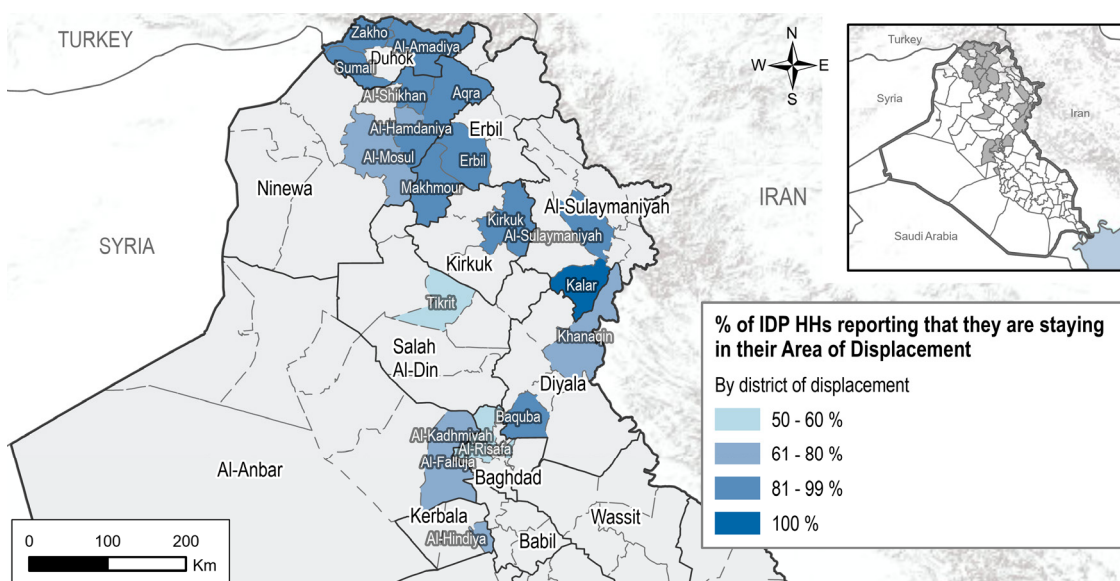 TURKEY
Zakho
Al-Amadiya
Duhok
Sumail
Al-Shikhan
Aqra
Al-Hamdaniya
Erbil
Al-Mosul
Erbil
Ninewa
Makhmour
SYRIA
IRAN
Kirkuk
Al-Sulaymaniyah
Al-Sulaymaniyah
Kirkuk
Kalar
Tikrit
Khanaqin
Salah
Al-Din
Diyala
Baquba
Al-Kadhmiyah
Al-Risafa
Al-Falluja
Al-Anbar
Baghdad
Kerbala
Wassit
Al-Hindiya
Babil
N
W E
S
0 100 200
Km
Turkey
Syria
Iran
Saudi Arabia
% of IDP HHs reporting that they are staying
in their Area of Displacement
By district of displacement
50 - 60 %
61 - 80 %
81 - 99 %
100 %